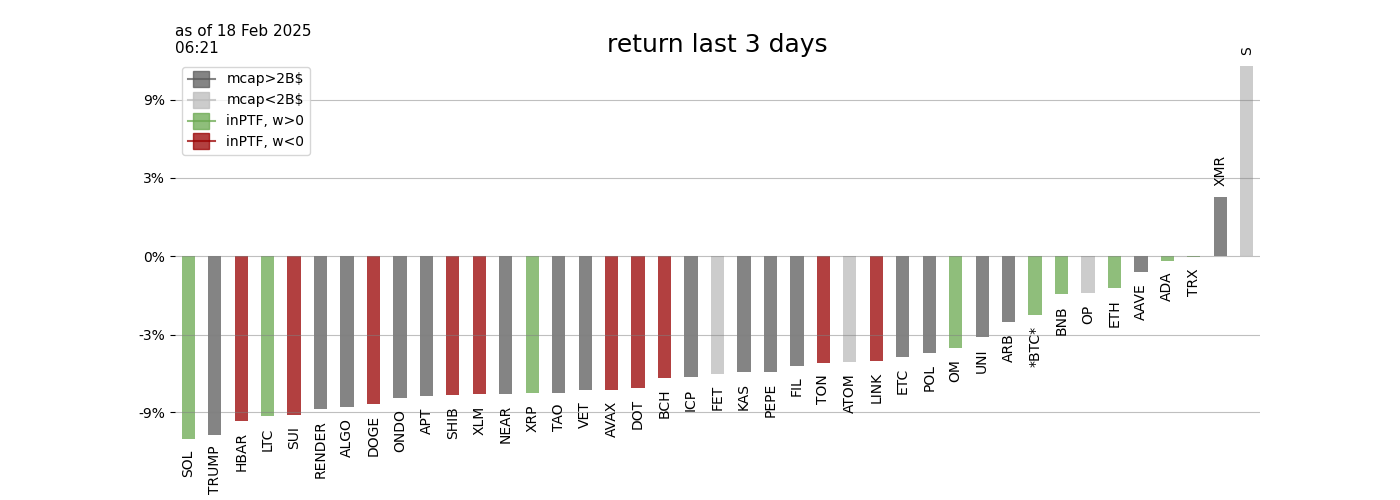 as of 18 Feb 2025
06:21
return last 3 days
mcap>2B$
mcap<2B$
inPTF, w>0
inPTF, w<0
9%
3%
0%
-3%
-9%
SOL
TRUMP
HBAR
LTC
SUI
RENDER
ALGO
DOGE
ONDO
APT
SHIB
XLM
NEAR
XRP
TAO
VET
AVAX
DOT
BCH
ICP
FET
KAS
PEPE
FIL
TON
ATOM
LINK
ETC
POL
OM
UNI
ARB
*BTC*
BNB
OP
ETH
AAVE
ADA
TRX
XMR
S